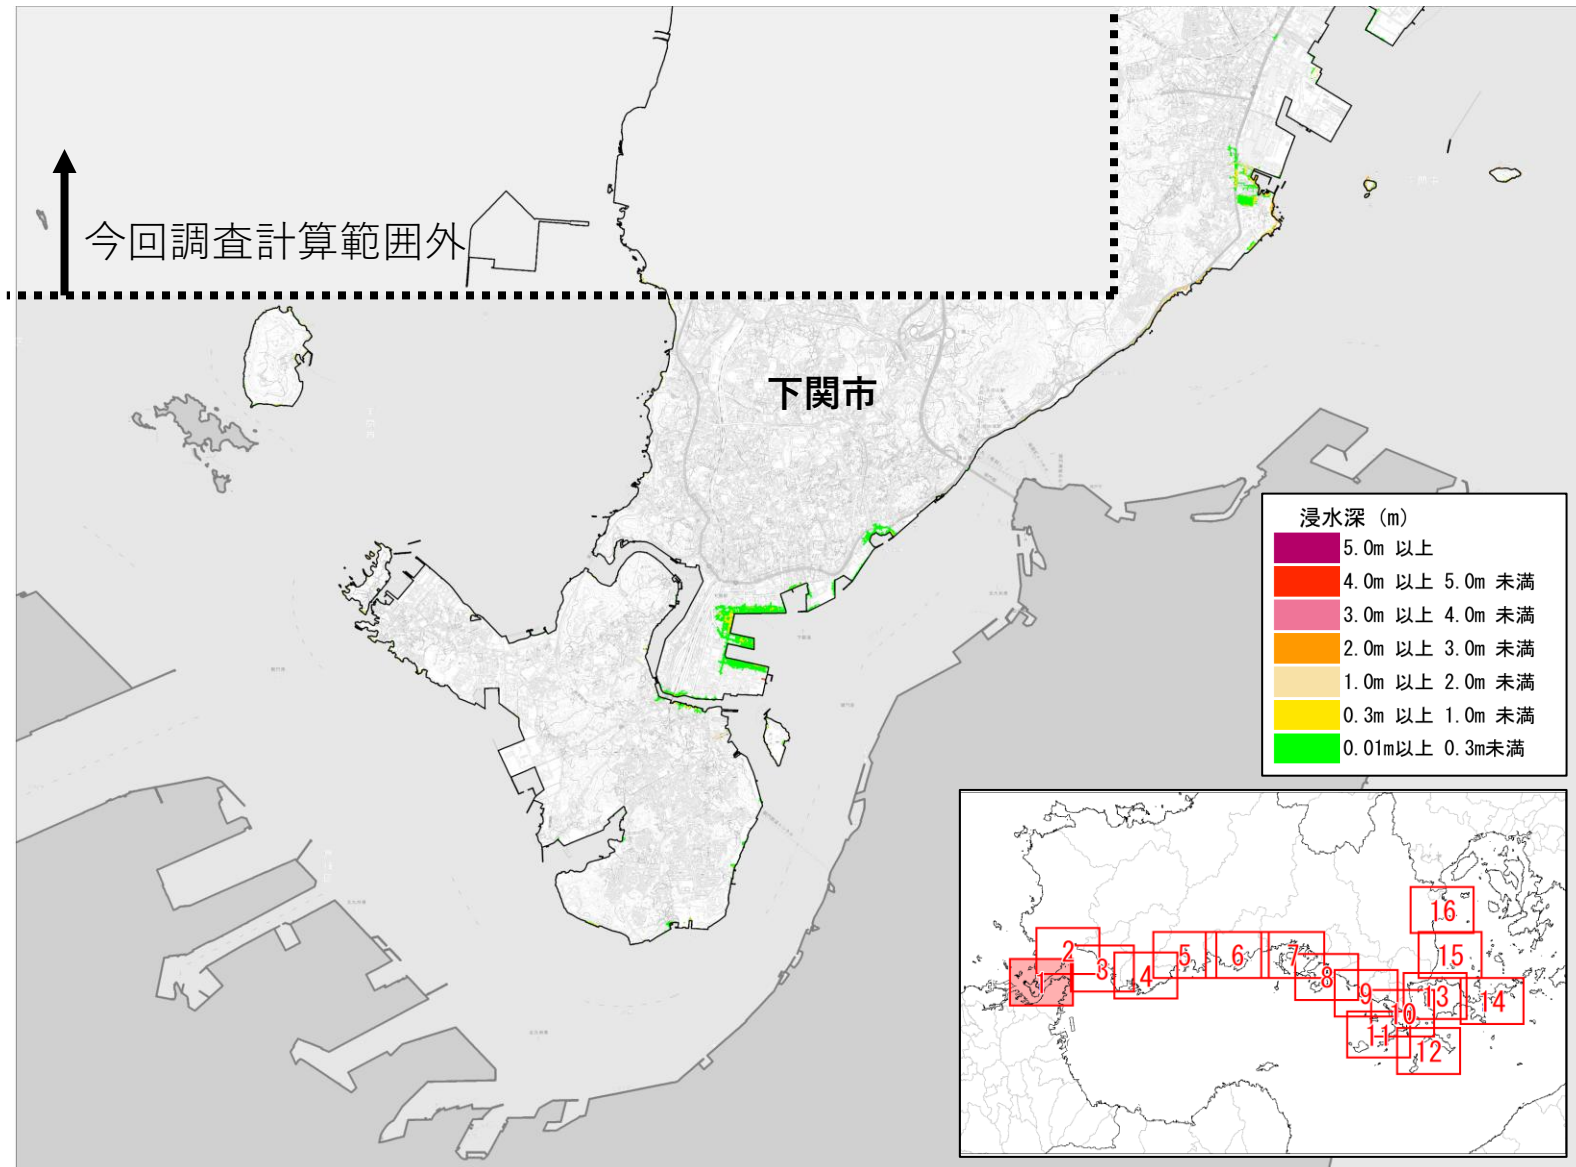 今回調査計算範囲外
下関市
浸水深 (m)
5.0m 以上
4.0m 以上 5.0m 未満
3.0m 以上 4.0m 未満
2.0m 以上 3.0m 未満
1.0m 以上 2.0m 未満
0.3m 以上 1.0m 未満
0.01m以上 0.3m未満
16
2
5
6
7
15
3
4
1
8
9
13
14
10
11
12